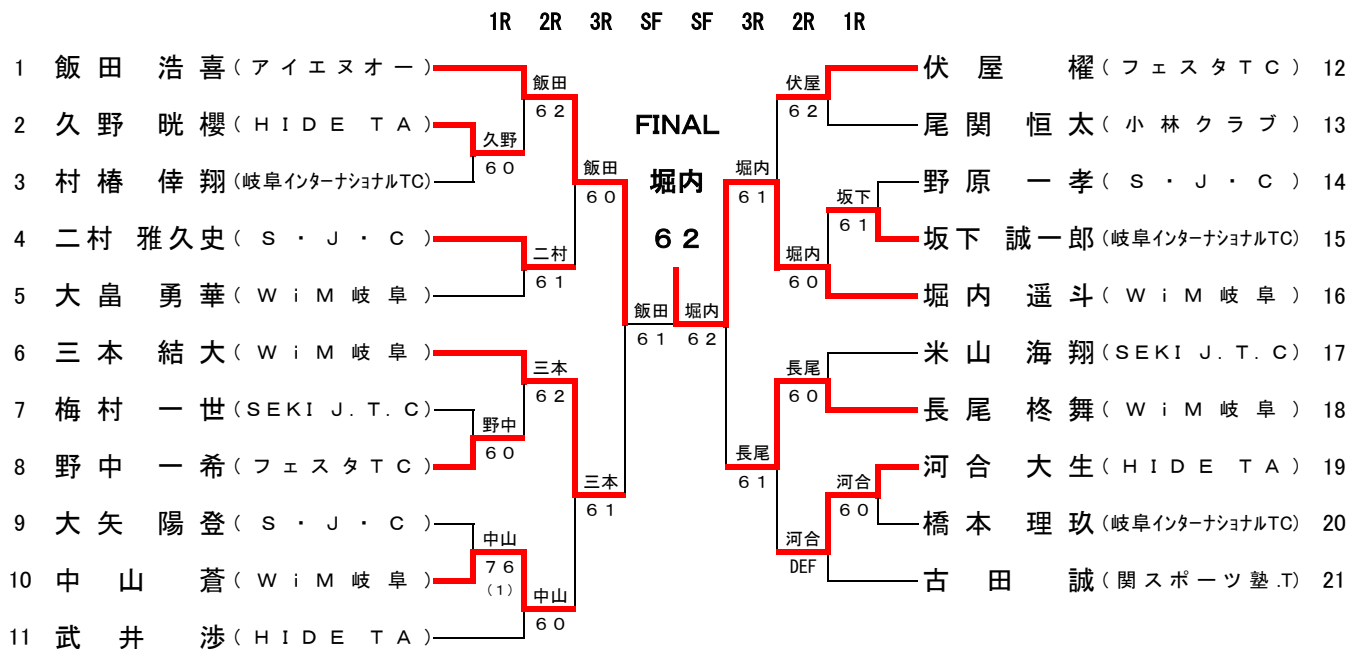 1R 2R 3R SF SF 3R 2R 1R
1 飯田 浩喜 (アイエヌオー)
2 久野 晄櫻 (HIDE TA)
3 村椿 倖翔 (岐阜インターナショナルTC)
4 二村 雅久史 (S・J・C)
5 大畠 勇華 (WiM岐阜)
6 三本 結大 (WiM岐阜)
7 梅村 一世 (SEKI J.T.C)
8 野中 一希 (フェスタTC)
9 大矢 陽登 (S・J・C)
10 中山 蒼 (WiM岐阜)
11 武井 渉 (HIDE TA)
久野
60
野中
60
中山
76
(1)
飯田
62
二村
61
三本
62
中山
60
飯田
60
三本
61
飯田
61
FINAL
堀内
62
堀内
62
堀内
61
長尾
61
伏屋
62
堀内
60
長尾
60
河合
DEF
坂下
61
河合
60
伏屋 櫂 (フェスタTC) 12
尾関 恒太 (小林クラブ) 13
野原 一孝 (S・J・C) 14
坂下 誠一郎 (岐阜インターナショナルTC) 15
堀内 遥斗 (WiM岐阜) 16
米山 海翔 (SEKI J.T.C) 17
長尾 柊舞 (WiM岐阜) 18
河合 大生 (HIDE TA) 19
橋本 理玖 (岐阜インターナショナルTC) 20
古田 誠 (関スポーツ塾.T) 21